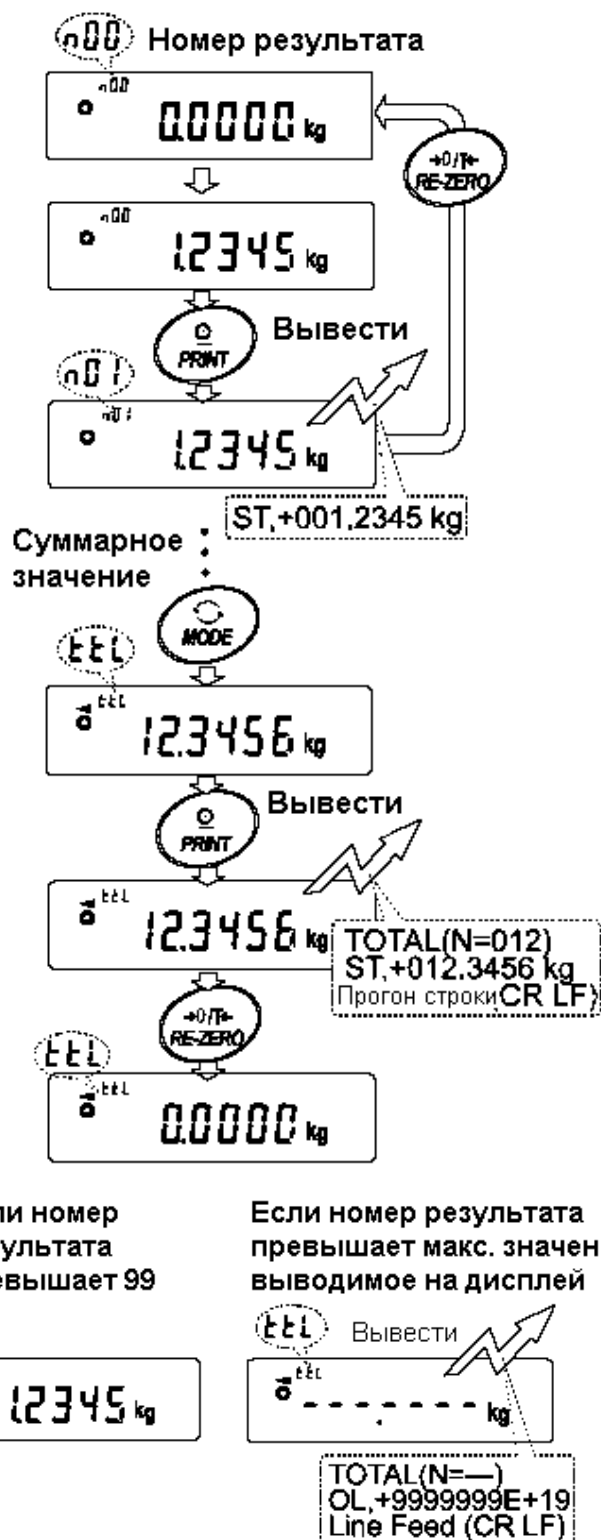 n00 Номер результата
n00
0.0000 kg
→0/T←
RE-ZERO
n00
1.2345 kg
PRINT
Вывести
n01
n01
1.2345 kg
ST,+001,2345 kg
Суммарное
значение
MODE
ttL
ttL
12.3456 kg
PRINT
Вывести
ttL
12.3456 kg
TOTAL(N=012)
ST,+012.3456 kg
Прогон строки(CR LF)
→0/T←
RE-ZERO
ttL
ttL
0.0000 kg
ли номер
ультата
евышает 99
1.2345 kg
Если номер результата
превышает макс. значен
выводимое на дисплей
ttL Вывести
ttL
- - - - - . - - kg
TOTAL(N=—)
OL,+9999999E+19
Line Feed (CR LF)